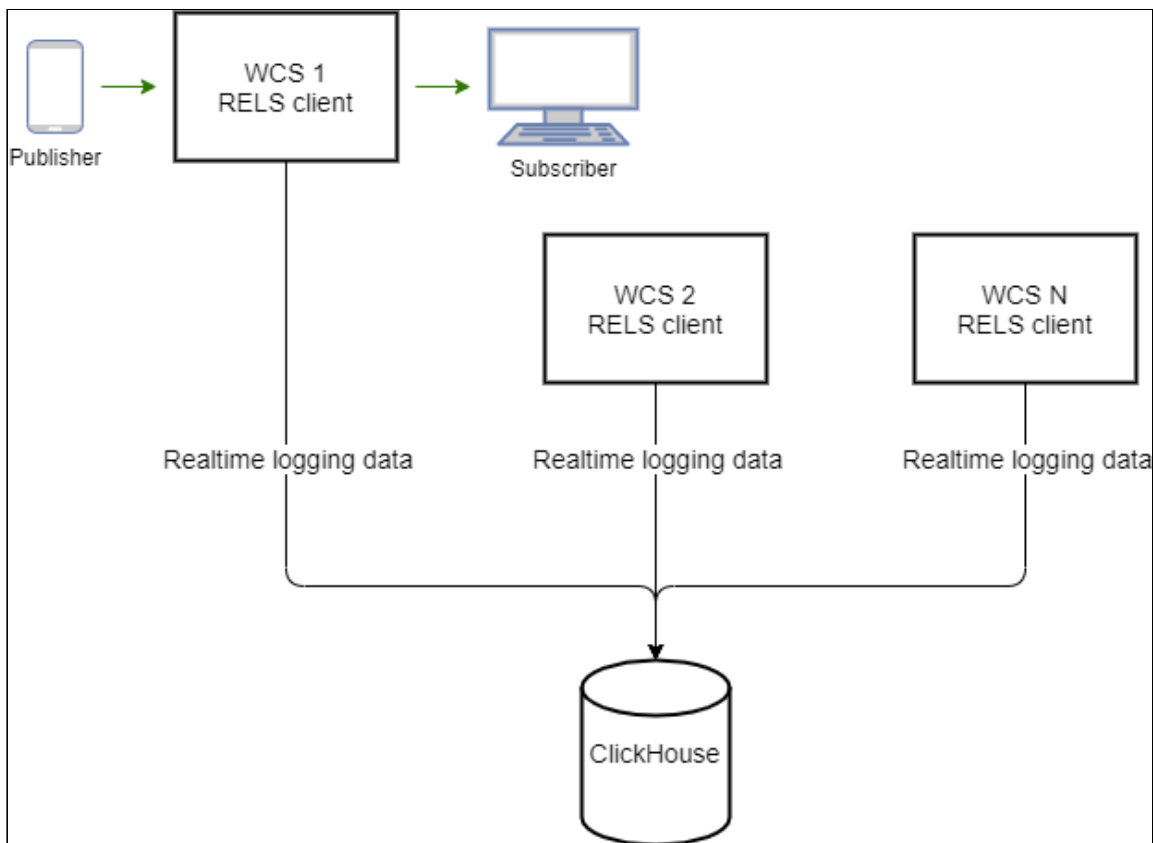 WCS 1
RELS client
Publisher
Subscriber
WCS 2
RELS client
WCS N
RELS client
Realtime logging data
Realtime logging data
Realtime logging data
ClickHouse